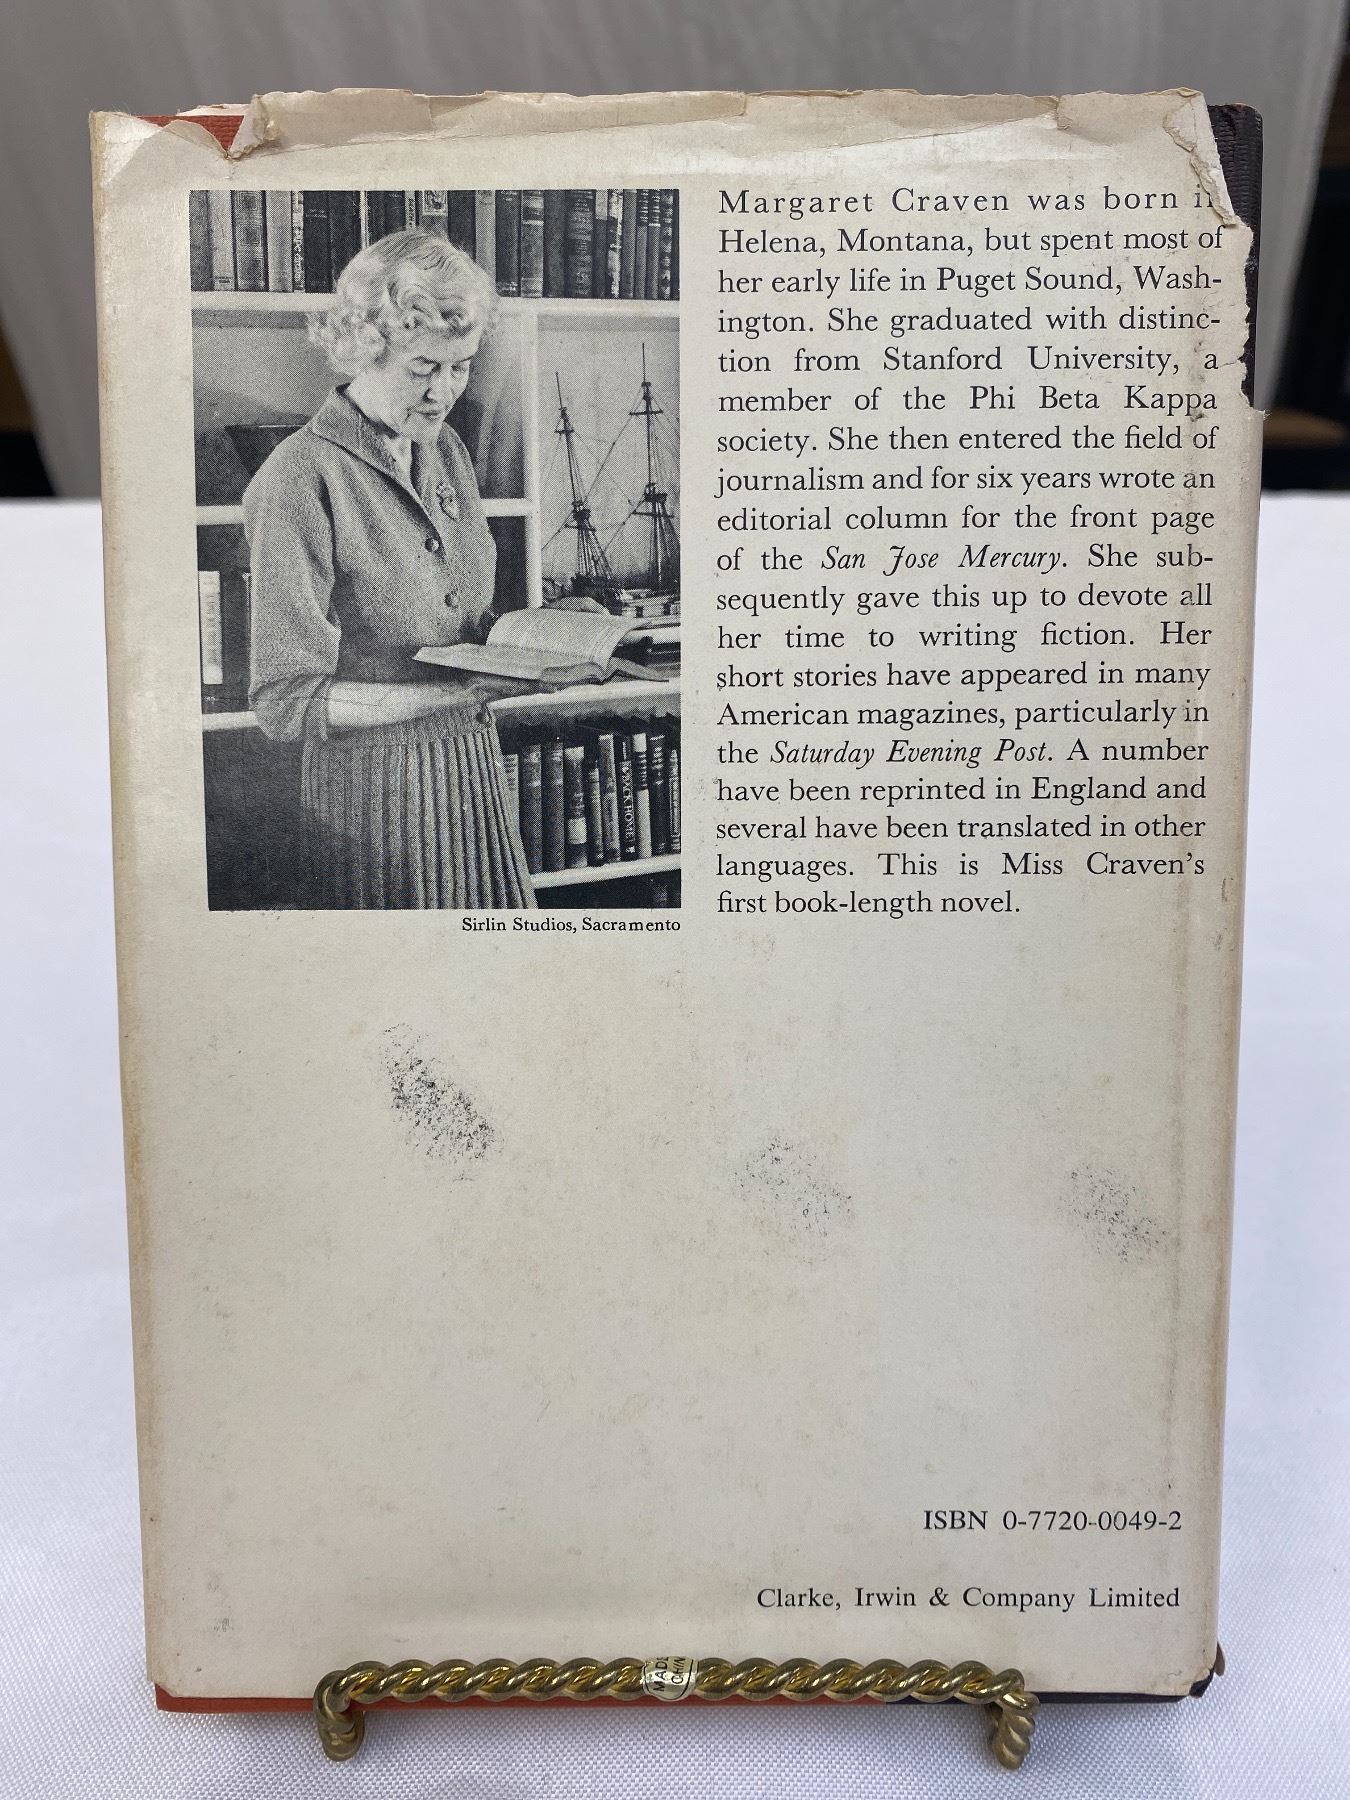 Margaret Craven was born in
Helena, Montana, but spent most of
her early life in Puget Sound, Wash-
ington. She graduated with distinc-
tion from Stanford University, a
member of the Phi Beta Kappa
society. She then entered the field of
journalism and for six years wrote an
editorial column for the front page
of the San Jose Mercury. She sub-
sequently gave this up to devote all
her time to writing fiction. Her
short stories have appeared in many
American magazines, particularly in
the Saturday Evening Post. A number
have been reprinted in England and
several have been translated in other
languages. This is Miss Craven's
first book-length novel.
BACK HOME
Sirlin Studios, Sacramento
ISBN 0-7720-0049-2
Clarke, Irwin & Company Limited
MADE
CHIN